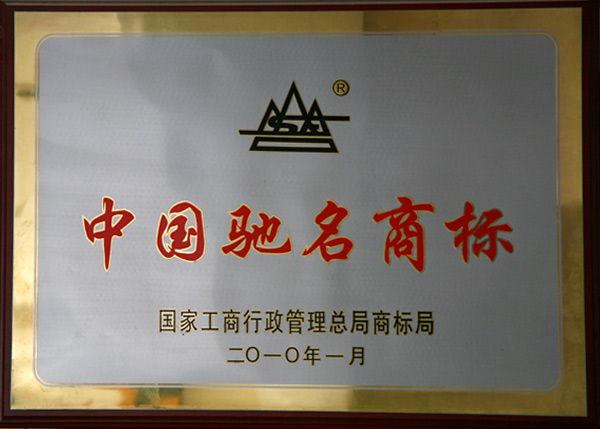 ®
中国驰名商标
国家工商行政管理总局商标局
二〇一〇年一月